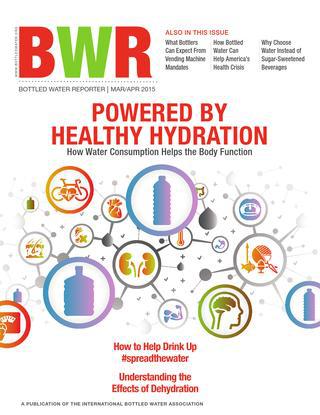 WWW.BOTTLEDWATER.ORG
BWR
ALSO IN THIS ISSUE
What Bottlers
Can Expect From
Vending Machine
Mandates
How Bottled
Water Can
Help America's
Health Crisis
Why Choose
Water Instead of
Sugar-Sweetened
Beverages
BOTTLED WATER REPORTER | MAR/APR 2015
POWERED BY
HEALTHY HYDRATION
How Water Consumption Helps the Body Function
How to Help Drink Up
#spreadthewater
Understanding the
Effects of Dehydration
A PUBLICATION OF THE INTERNATIONAL BOTTLED WATER ASSOCIATION